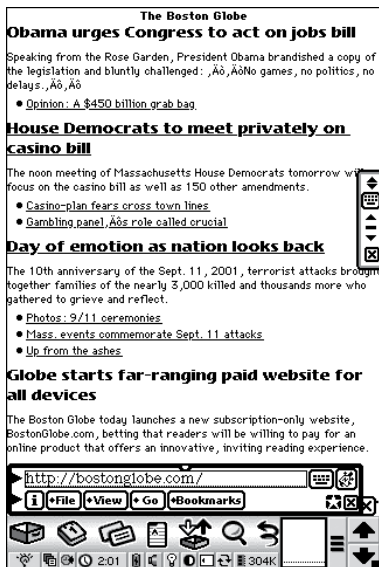 The Boston Globe
Obama urges Congress to act on jobs bill
Speaking from the Rose Garden, President Obama brandished a copy of
the legislation and bluntly challenged: ‚Äò‚ÄòNo games, no politics, no
delays.‚Äô‚Äô
• Opinion: A $450 billion grab bag
House Democrats to meet privately on
casino bill
The noon meeting of Massachusetts House Democrats tomorrow will
focus on the casino bill as well as 150 other amendments.
• Casino-plan fears cross town lines
• Gambling panel‚Äôs role called crucial
Day of emotion as nation looks back
The 10th anniversary of the Sept. 11, 2001, terrorist attacks brought
together families of the nearly 3,000 killed and thousands more who
gathered to grieve and reflect.
• Photos: 9/11 ceremonies
• Mass. events commemorate Sept. 11 attacks
• Up from the ashes
Globe starts far-ranging paid website for
all devices
The Boston Globe today launches a new subscription-only website,
BostonGlobe.com, betting that readers will be willing to pay for an
online product that offers an innovative, inviting reading experience.
http://bostonglobe.com/
i File View Go Bookmarks
2:01 304K